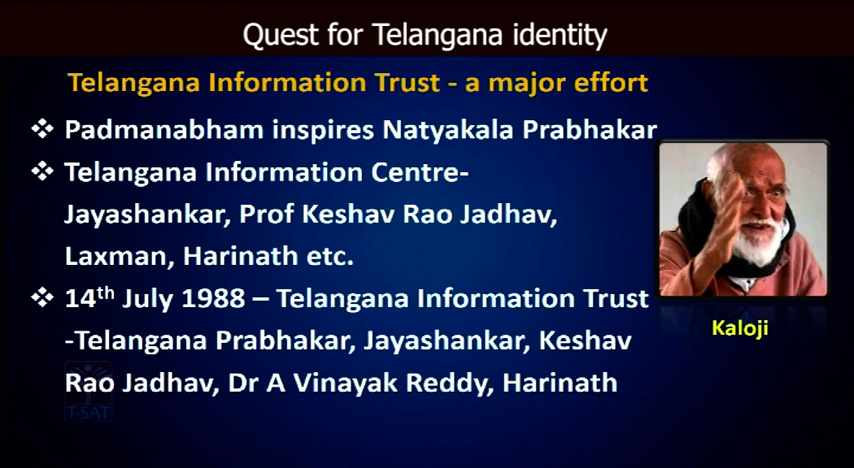 Quest for Telangana identity
Telangana Information Trust - a major effort
❖ Padmanabham inspires Natyakala Prabhakar
❖ Telangana Information Centre-
Jayashankar, Prof Keshav Rao Jadhav,
Laxman, Harinath etc.
❖ 14th July 1988 – Telangana Information Trust
-Telangana Prabhakar, Jayashankar, Keshav
Rao Jadhav, Dr A Vinayak Reddy, Harinath
Kaloji
T-SAT